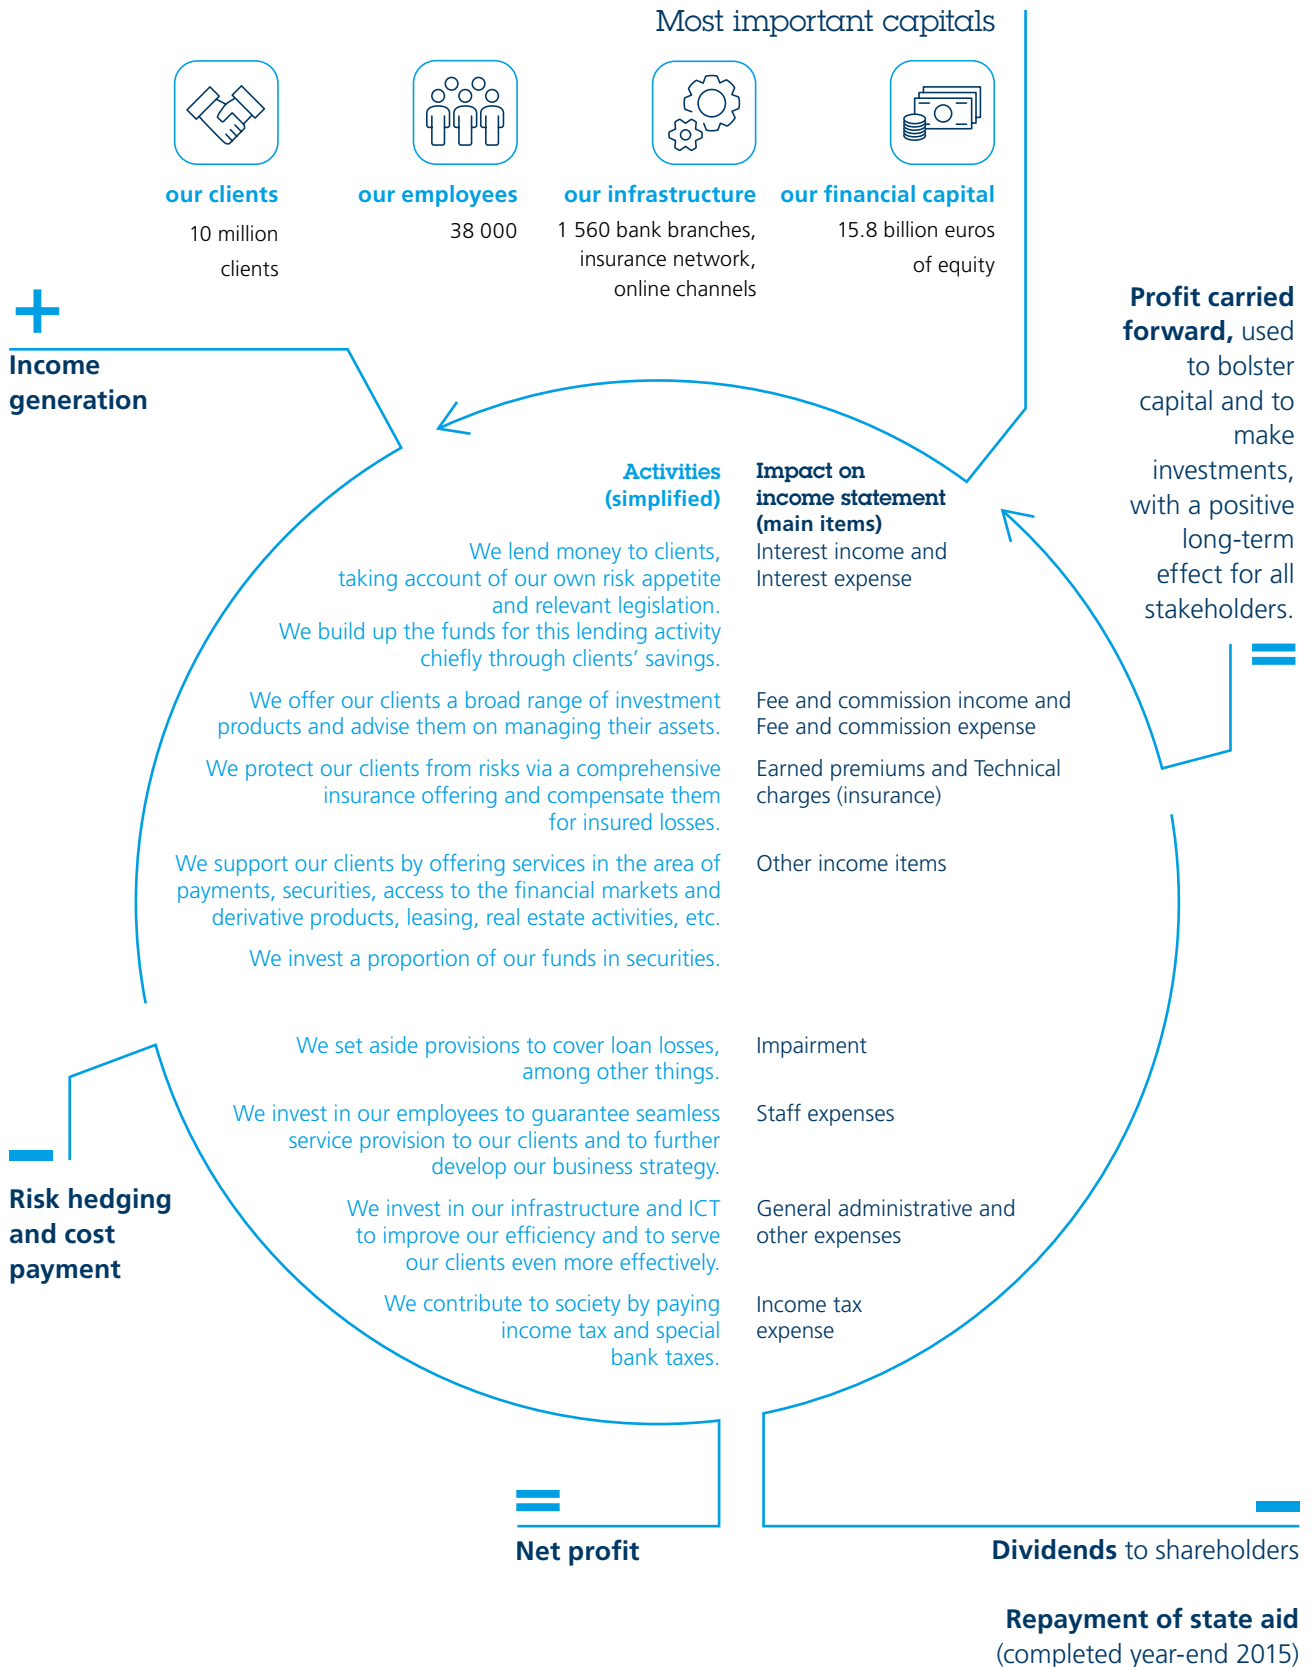 Most important capitals
our clients
10 million
clients
our employees
38 000
our infrastructure
1 560 bank branches,
insurance network,
online channels
our financial capital
15.8 billion euros
of equity
+
Income
generation
Profit carried
forward, used
to bolster
capital and to
make
investments,
with a positive
long-term
effect for all
stakeholders.
=
Activities
(simplified)
Impact on
income statement
(main items)
We lend money to clients,
taking account of our own risk appetite
and relevant legislation.
We build up the funds for this lending activity
chiefly through clients’ savings.
Interest income and
Interest expense
We offer our clients a broad range of investment
products and advise them on managing their assets.
Fee and commission income and
Fee and commission expense
We protect our clients from risks via a comprehensive
insurance offering and compensate them
for insured losses.
Earned premiums and Technical
charges (insurance)
We support our clients by offering services in the area of
payments, securities, access to the financial markets and
derivative products, leasing, real estate activities, etc.
Other income items
We invest a proportion of our funds in securities.
We set aside provisions to cover loan losses,
among other things.
Impairment
We invest in our employees to guarantee seamless
service provision to our clients and to further
develop our business strategy.
Staff expenses
–
Risk hedging
and cost
payment
We invest in our infrastructure and ICT
to improve our efficiency and to serve
our clients even more effectively.
General administrative and
other expenses
We contribute to society by paying
income tax and special
bank taxes.
Income tax
expense
=
Net profit
–
Dividends to shareholders
Repayment of state aid
(completed year-end 2015)